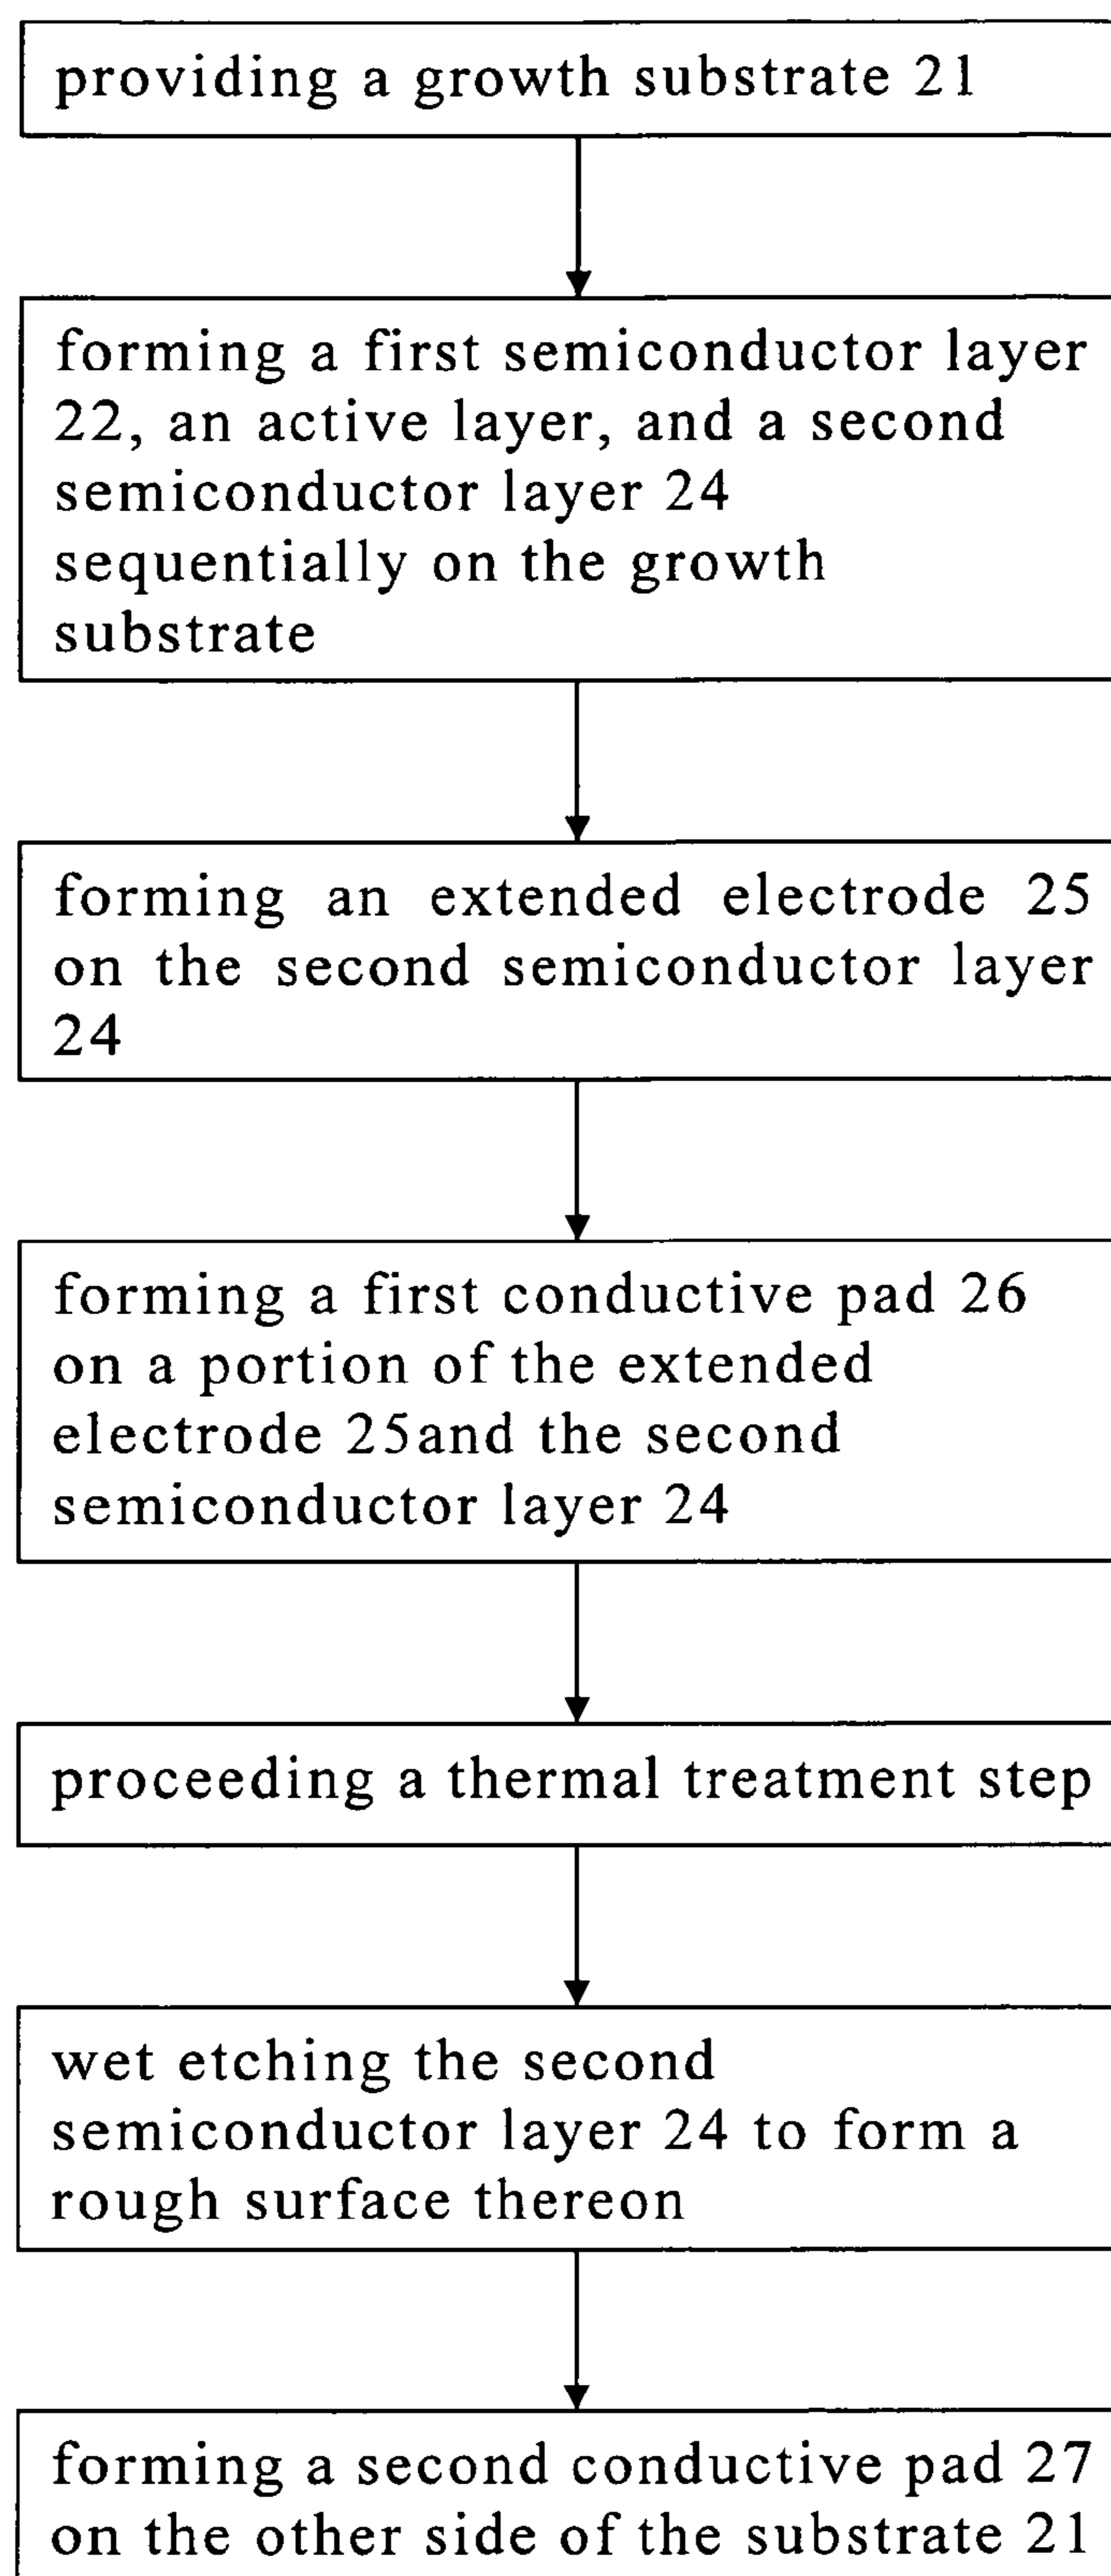 providing a growth substrate 21
forming a first semiconductor layer
22, an active layer, and a second
semiconductor layer 24
sequentially on the growth
substrate
forming an extended electrode 25
on the second semiconductor layer
24
forming a first conductive pad 26
on a portion of the extended
electrode 25and the second
semiconductor layer 24
proceeding a thermal treatment step
wet etching the second
semiconductor layer 24 to form a
rough surface thereon
forming a second conductive pad 27
on the other side of the substrate 21